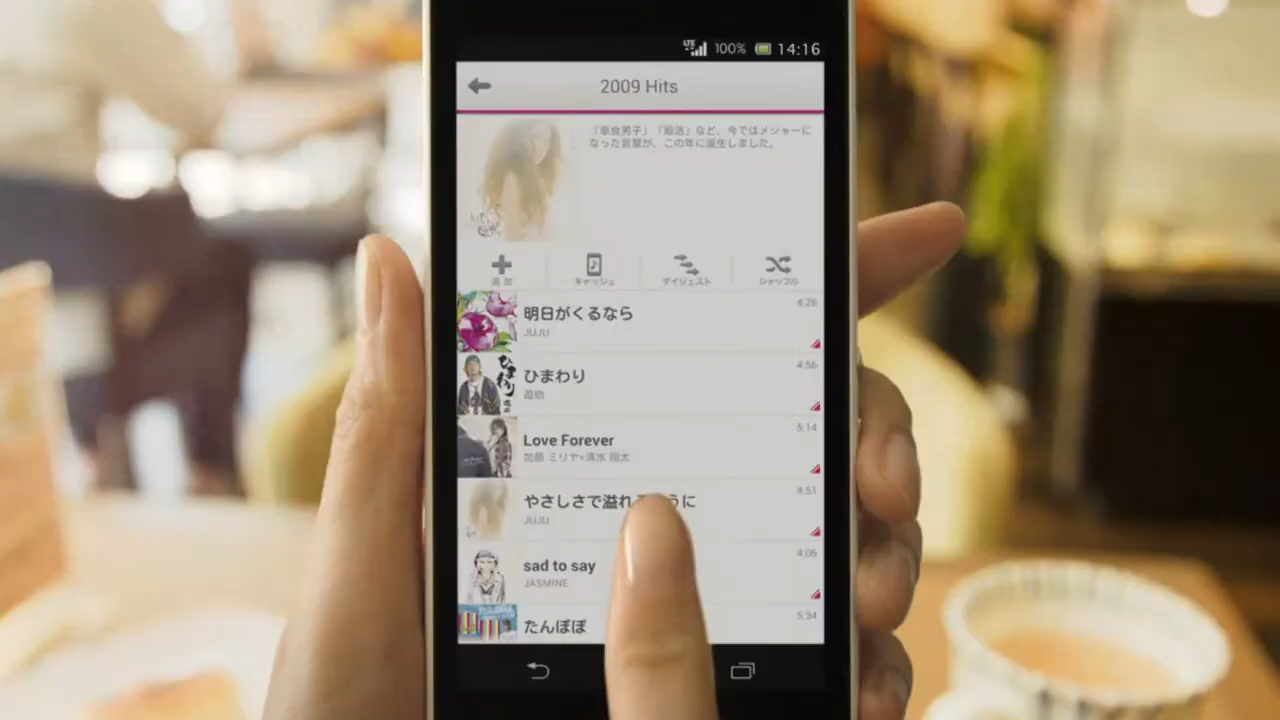 LTE 100% 14:16
2009 Hits
「草食男子」「婚活」など、今ではメジャーに
なった言葉が、この年に誕生しました。
追加 キャッシュ ダイジェスト シャッフル
明日がくるなら 4:26
JUJU
ひまわり 4:56
遊助
Love Forever 5:14
加藤 ミリヤ×清水 翔太
やさしさで溢れ うに 4:51
JUJU
sad to say 4:06
JASMINE
たんぽぽ 5:34